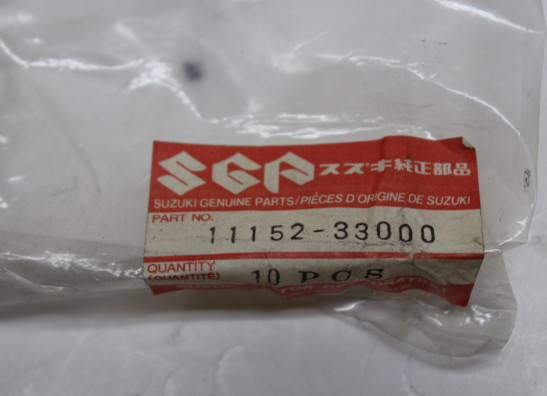 SGP スズキ純正部品
SUZUKI GENUINE PARTS/PIÈCES D'ORIGINE DE SUZUKI
PART NO.
11152-33000
QUANTITY
(QUANTITÉ) 10 PCS